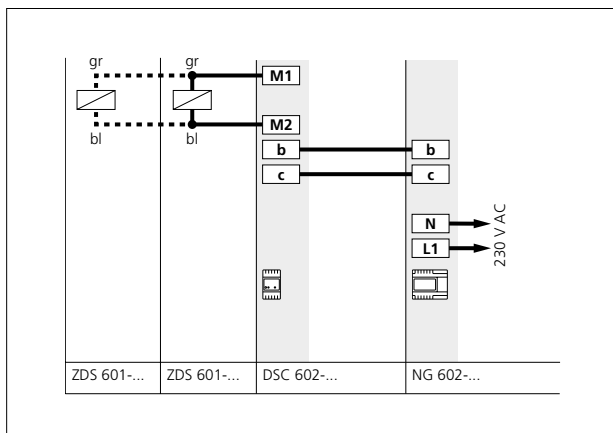 gr gr
M1
bl bl
M2
b b
c c
N
L1
230 V AC
ZDS 601-... ZDS 601-... DSC 602-... NG 602-...